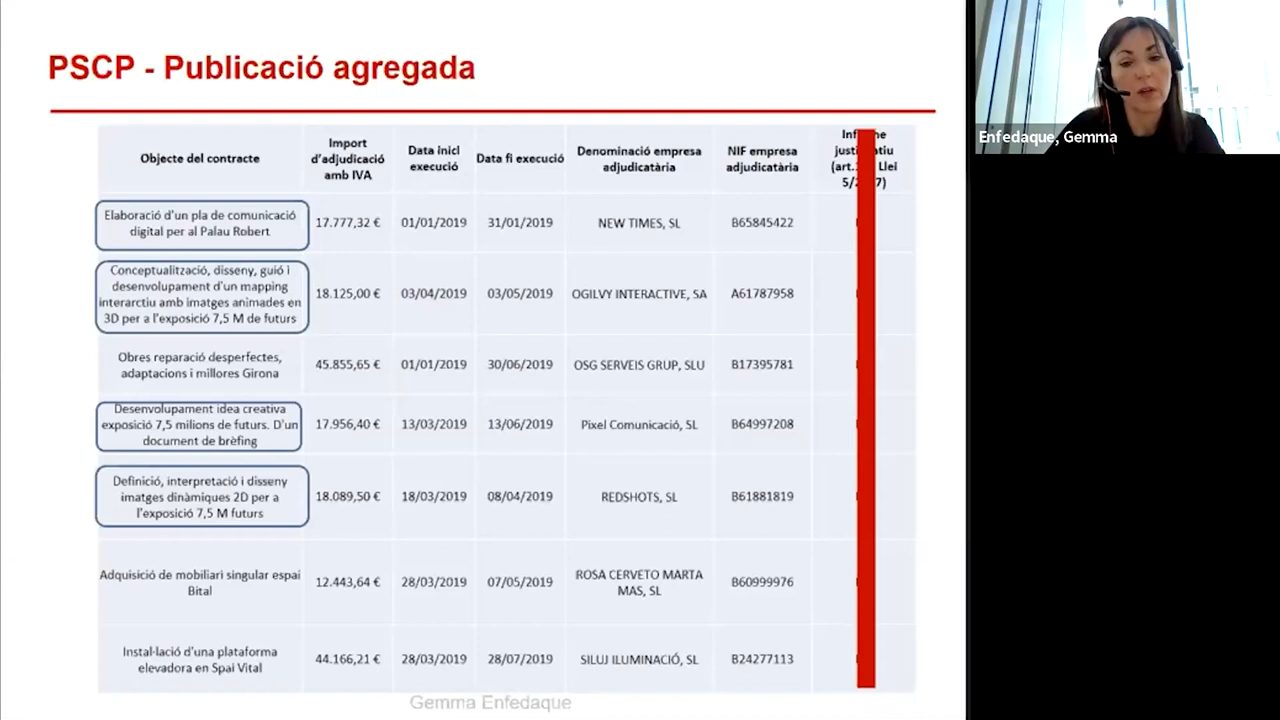 PSCP - Publicació agregada
Enfedaque, Gemma
Objecte del contracte
Import
d'adjudicació
amb IVA
Data inici
execució
Data fi execució
Denominació empresa
adjudicatària
NIF empresa
adjudicatària
(art.
Llei
Elaboració d'un pla de comunicació
digital per al Palau Robert
17.777,32 €
01/01/2019
31/01/2019
NEW TIMES, SL
B65845422
Conceptualització, disseny, guió i
desenvolupament d'un mapping
interarctiu amb imatges animades en
3D per a l'exposició 7,5 M de futurs
18.125,00 €
03/04/2019
03/05/2019
OGILVY INTERACTIVE, SA
A61787958
Obres reparació desperfectes,
adaptacions i millores Girona
45.855,65 €
01/01/2019
30/06/2019
OSG SERVEIS GRUP, SLU
B17395781
Desenvolupament idea creativa
exposició 7,5 milions de futurs. D'un
document de brèfing
17.956,40 €
13/03/2019
13/06/2019
Pixel Comunicació, SL
B64997208
Definició, interpretació i disseny
imatges dinàmiques 2D per a
l'exposició 7,5 M futurs
18.089,50 €
18/03/2019
08/04/2019
REDSHOTS, SL
B61881819
Adquisició de mobiliari singular espai
Bital
12.443,64 €
28/03/2019
07/05/2019
ROSA CERVETO MARTA
MAS, SL
B60999976
Instal·lació d'una plataforma
elevadora en Spai Vital
44.166,21 €
28/03/2019
28/07/2019
SILUJ ILUMINACIÓ, SL
B24277113
Gemma Enfedaque